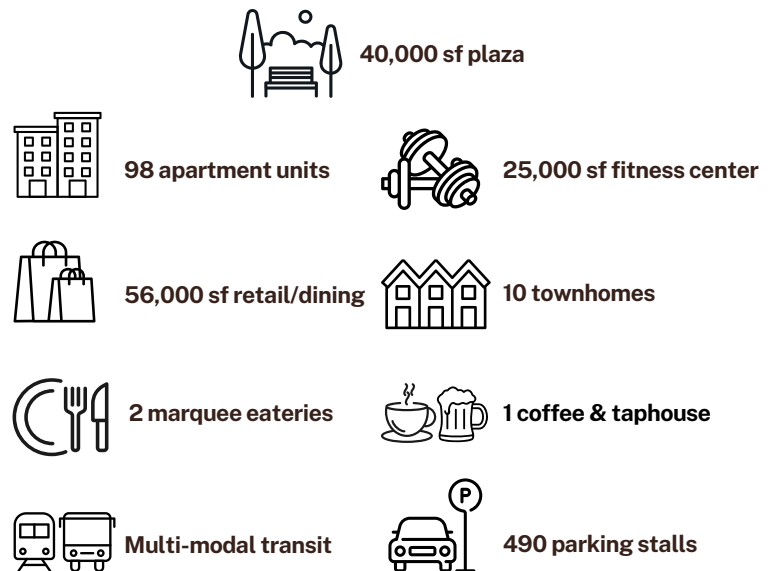 40,000 sf plaza
98 apartment units
25,000 sf fitness center
56,000 sf retail/dining
10 townhomes
2 marquee eateries
1 coffee & taphouse
P
Multi-modal transit
490 parking stalls